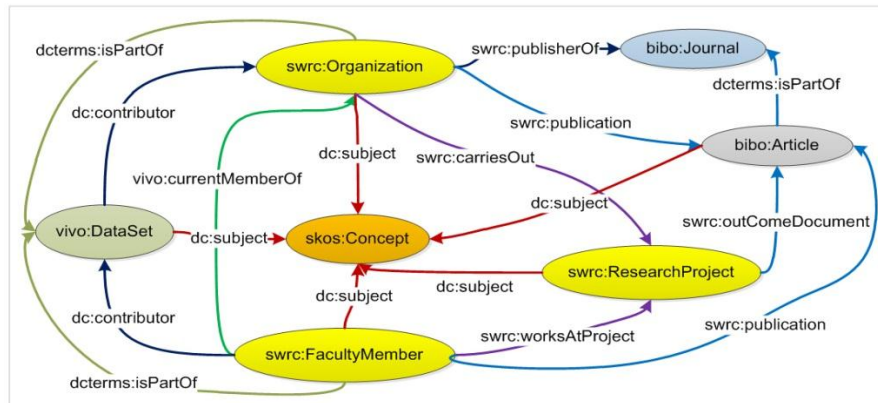 dcterms:isPartOf
swrc:publisherOf
bibo:Journal
swrc:Organization
dcterms:isPartOf
dc:contributor
swrc:publication
dc:subject
swrc:carriesOut
bibo:Article
vivo:currentMemberOf
dc:subject
swrc:outComeDocument
vivo:DataSet
dc:subject
skos:Concept
swrc:ResearchProject
dc:subject
dc:subject
dc:contributor
swrc:publication
swrc:worksAtProject
swrc:FacultyMember
dcterms:isPartOf